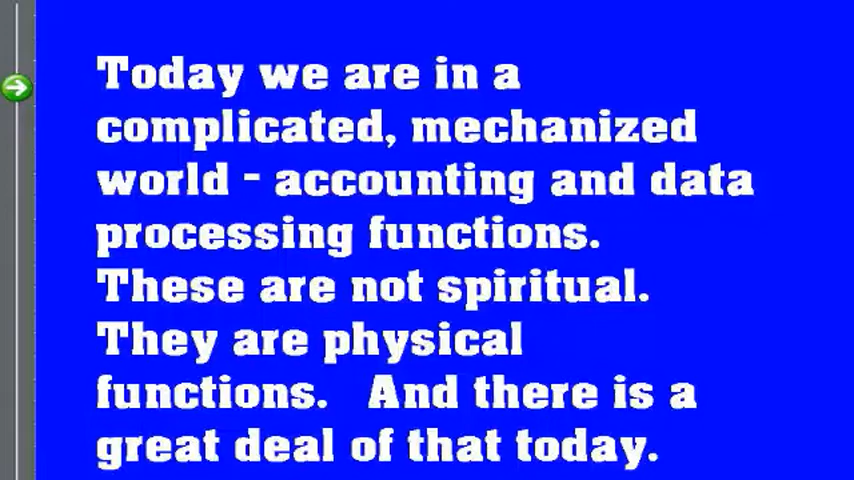 Today we are in a
complicated, mechanized
world - accounting and data
processing functions.
These are not spiritual.
They are physical
functions.   And there is a
great deal of that today.